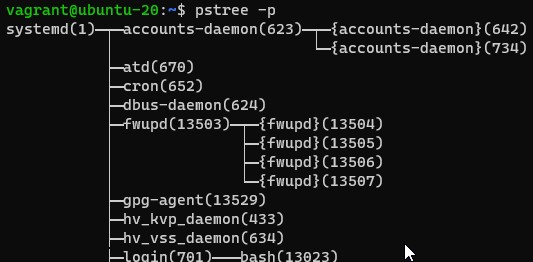 vagrant@ubuntu-20:~$ pstree -p
systemd(1)─┬─accounts-daemon(623)─┬─{accounts-daemon}(642)
           │                      └─{accounts-daemon}(734)
           ├─atd(670)
           ├─cron(652)
           ├─dbus-daemon(624)
           ├─fwupd(13503)─┬─{fwupd}(13504)
           │              ├─{fwupd}(13505)
           │              ├─{fwupd}(13506)
           │              └─{fwupd}(13507)
           ├─gpg-agent(13529)
           ├─hv_kvp_daemon(433)
           ├─hv_vss_daemon(634)
           ├─login(701)───bash(13023)